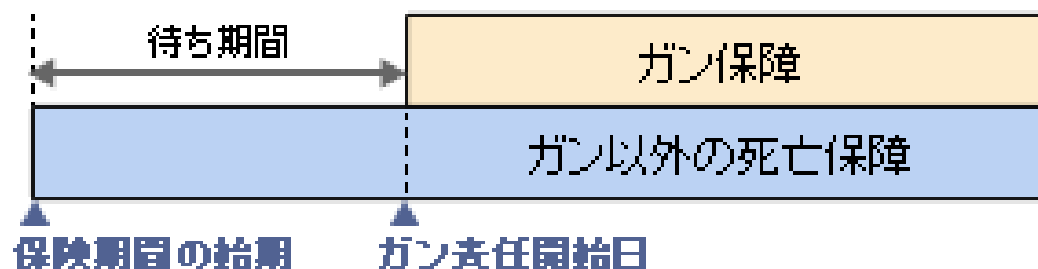 待ち期間
ガン保障
ガン以外の死亡保障
保険期間の始期
ガン責任開始日